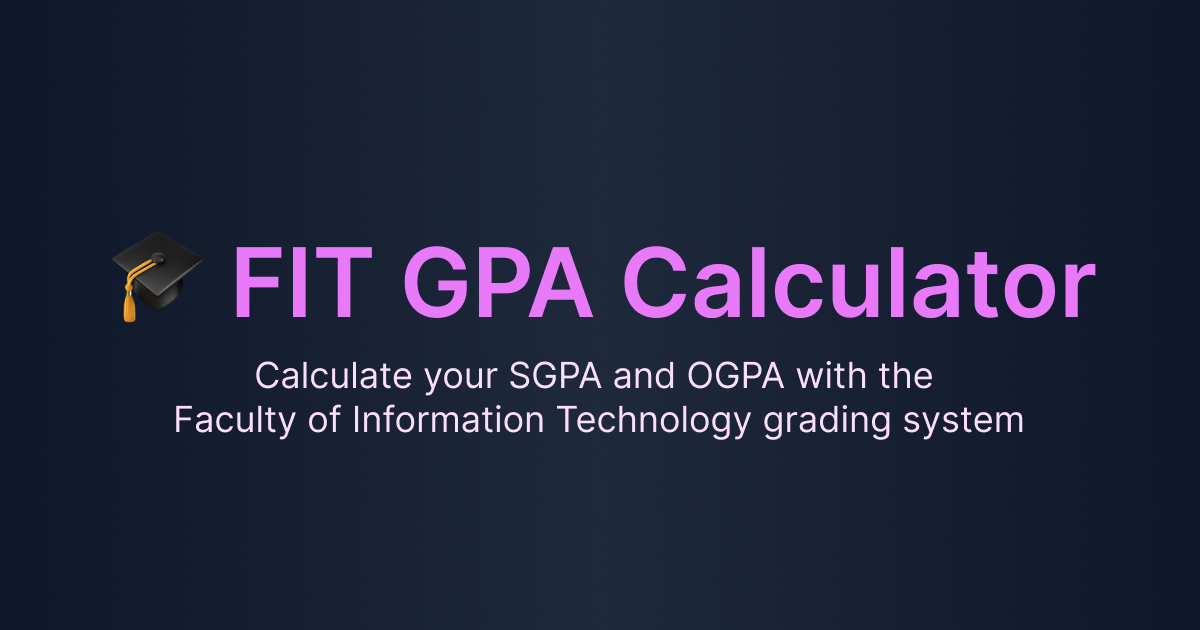 FIT GPA Calculator
Calculate your SGPA and OGPA with the
Faculty of Information Technology grading system